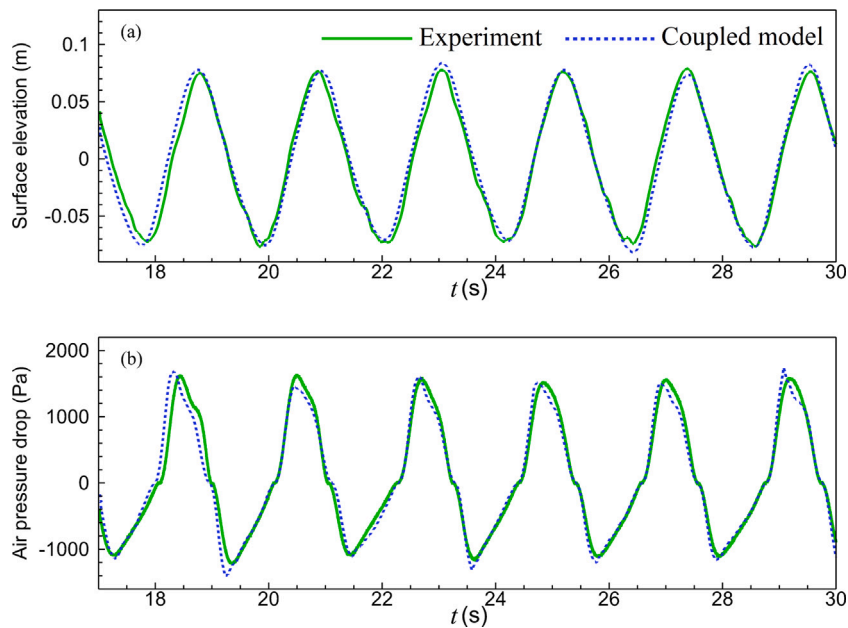 (a)
Experiment
Coupled model
Surface elevation (m)
0.1
0.05
0
-0.05
18 20 22 24 26 28 30
t (s)
(b)
Air pressure drop (Pa)
2000
1000
0
-1000
18 20 22 24 26 28 30
t (s)